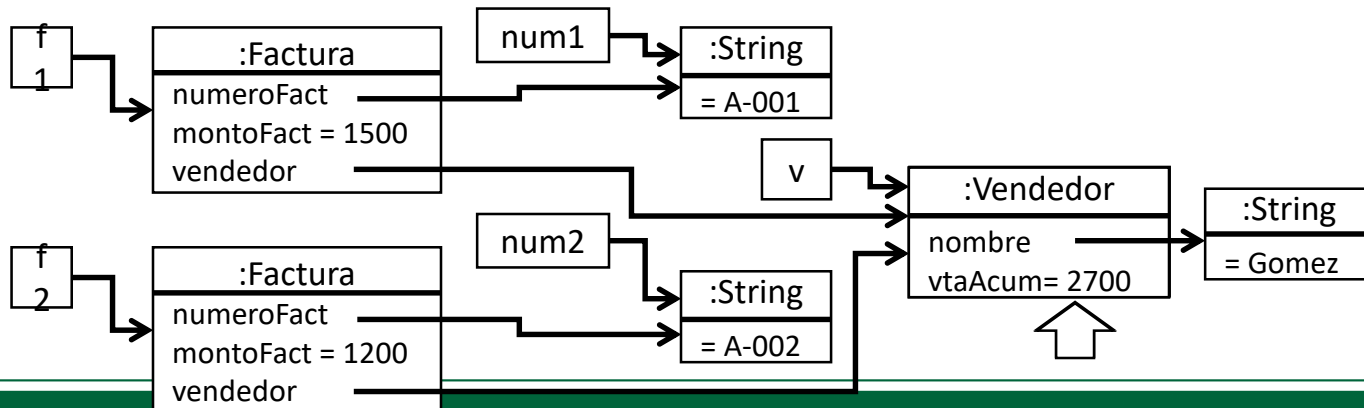 f
1
:Factura
numeroFact
montoFact = 1500
vendedor
num1
:String
= A-001
v
:Vendedor
nombre
vtaAcum= 2700
:String
= Gomez
f
2
:Factura
numeroFact
montoFact = 1200
vendedor
num2
:String
= A-002